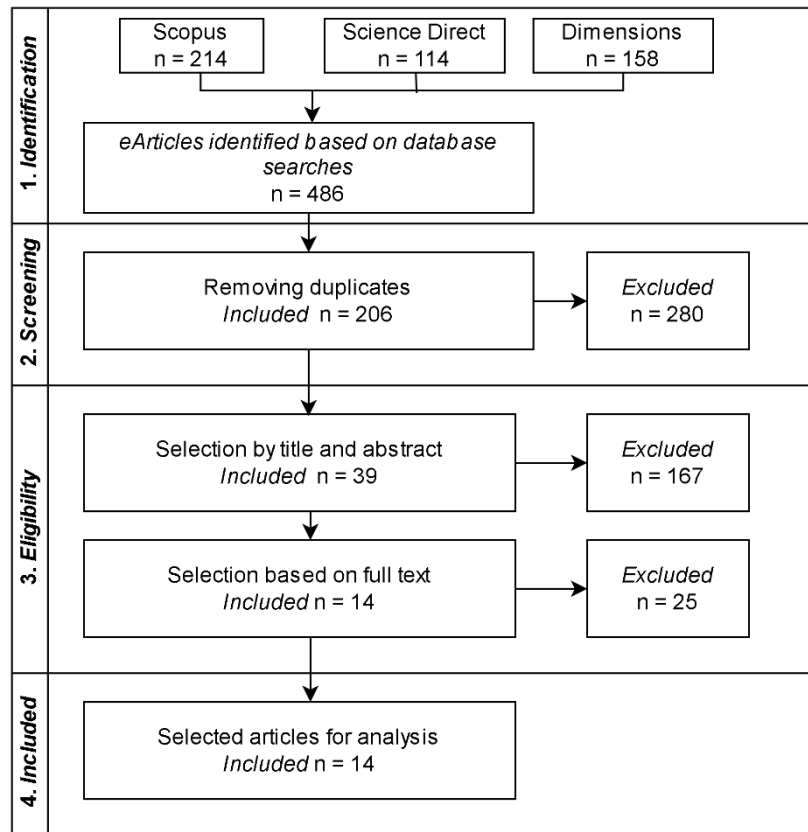 1. Identification
Scopus
n = 214
Science Direct
n = 114
Dimensions
n = 158
eArticles identified based on database
searches
n = 486
2. Screening
Removing duplicates
Included n = 206
Excluded
n = 280
3. Eligibility
Selection by title and abstract
Included n = 39
Excluded
n = 167
Selection based on full text
Included n = 14
Excluded
n = 25
4. Included
Selected articles for analysis
Included n = 14